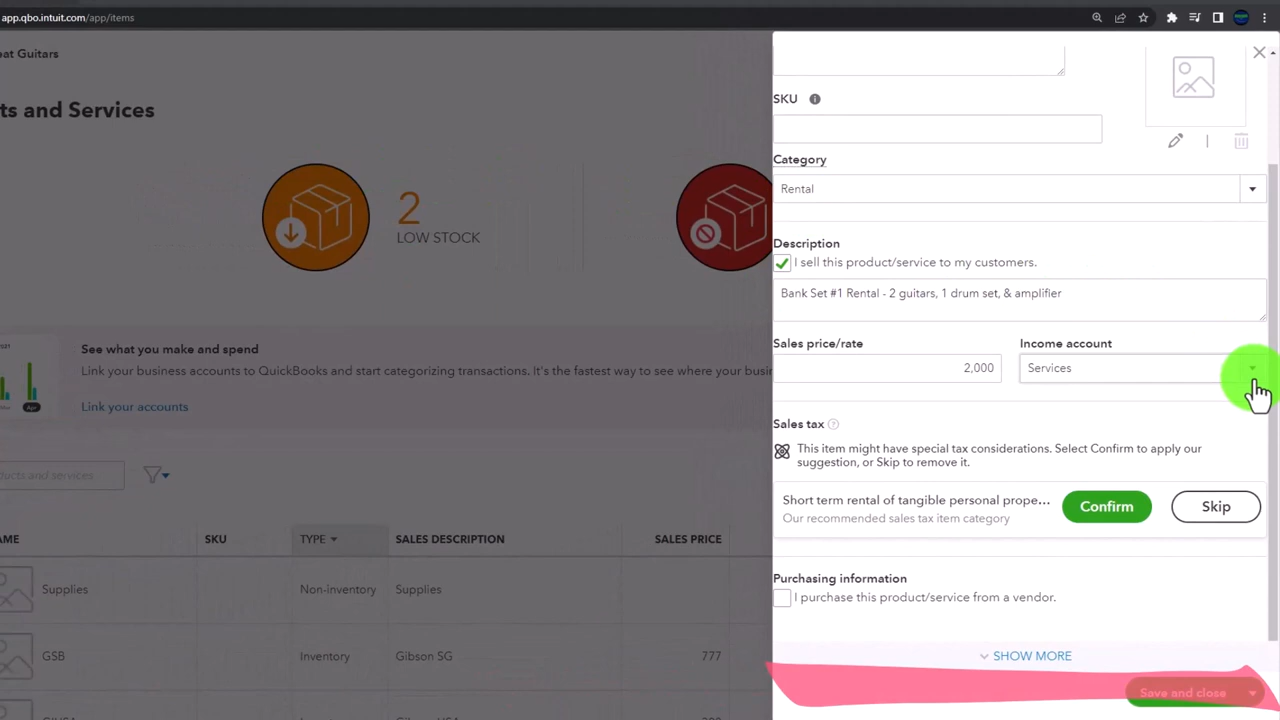 app.qbo.intuit.com/app/items
eat Guitars
ts and Services
2
LOW STOCK
See what you make and spend
Link your business accounts to QuickBooks and start categorizing transactions. It's the fastest way to see where your busin
Link your accounts
ducts and services
AME SKU TYPE SALES DESCRIPTION SALES PRICE
Supplies Non-inventory Supplies
GSB Inventory Gibson SG 777
SKU
Category
Rental
Description
I sell this product/service to my customers.
Bank Set #1 Rental - 2 guitars, 1 drum set, & amplifier
Sales price/rate Income account
2,000 Services
Sales tax
This item might have special tax considerations. Select Confirm to apply our
suggestion, or Skip to remove it.
Short term rental of tangible personal prope... Confirm Skip
Our recommended sales tax item category
Purchasing information
I purchase this product/service from a vendor.
SHOW MORE
Save and close